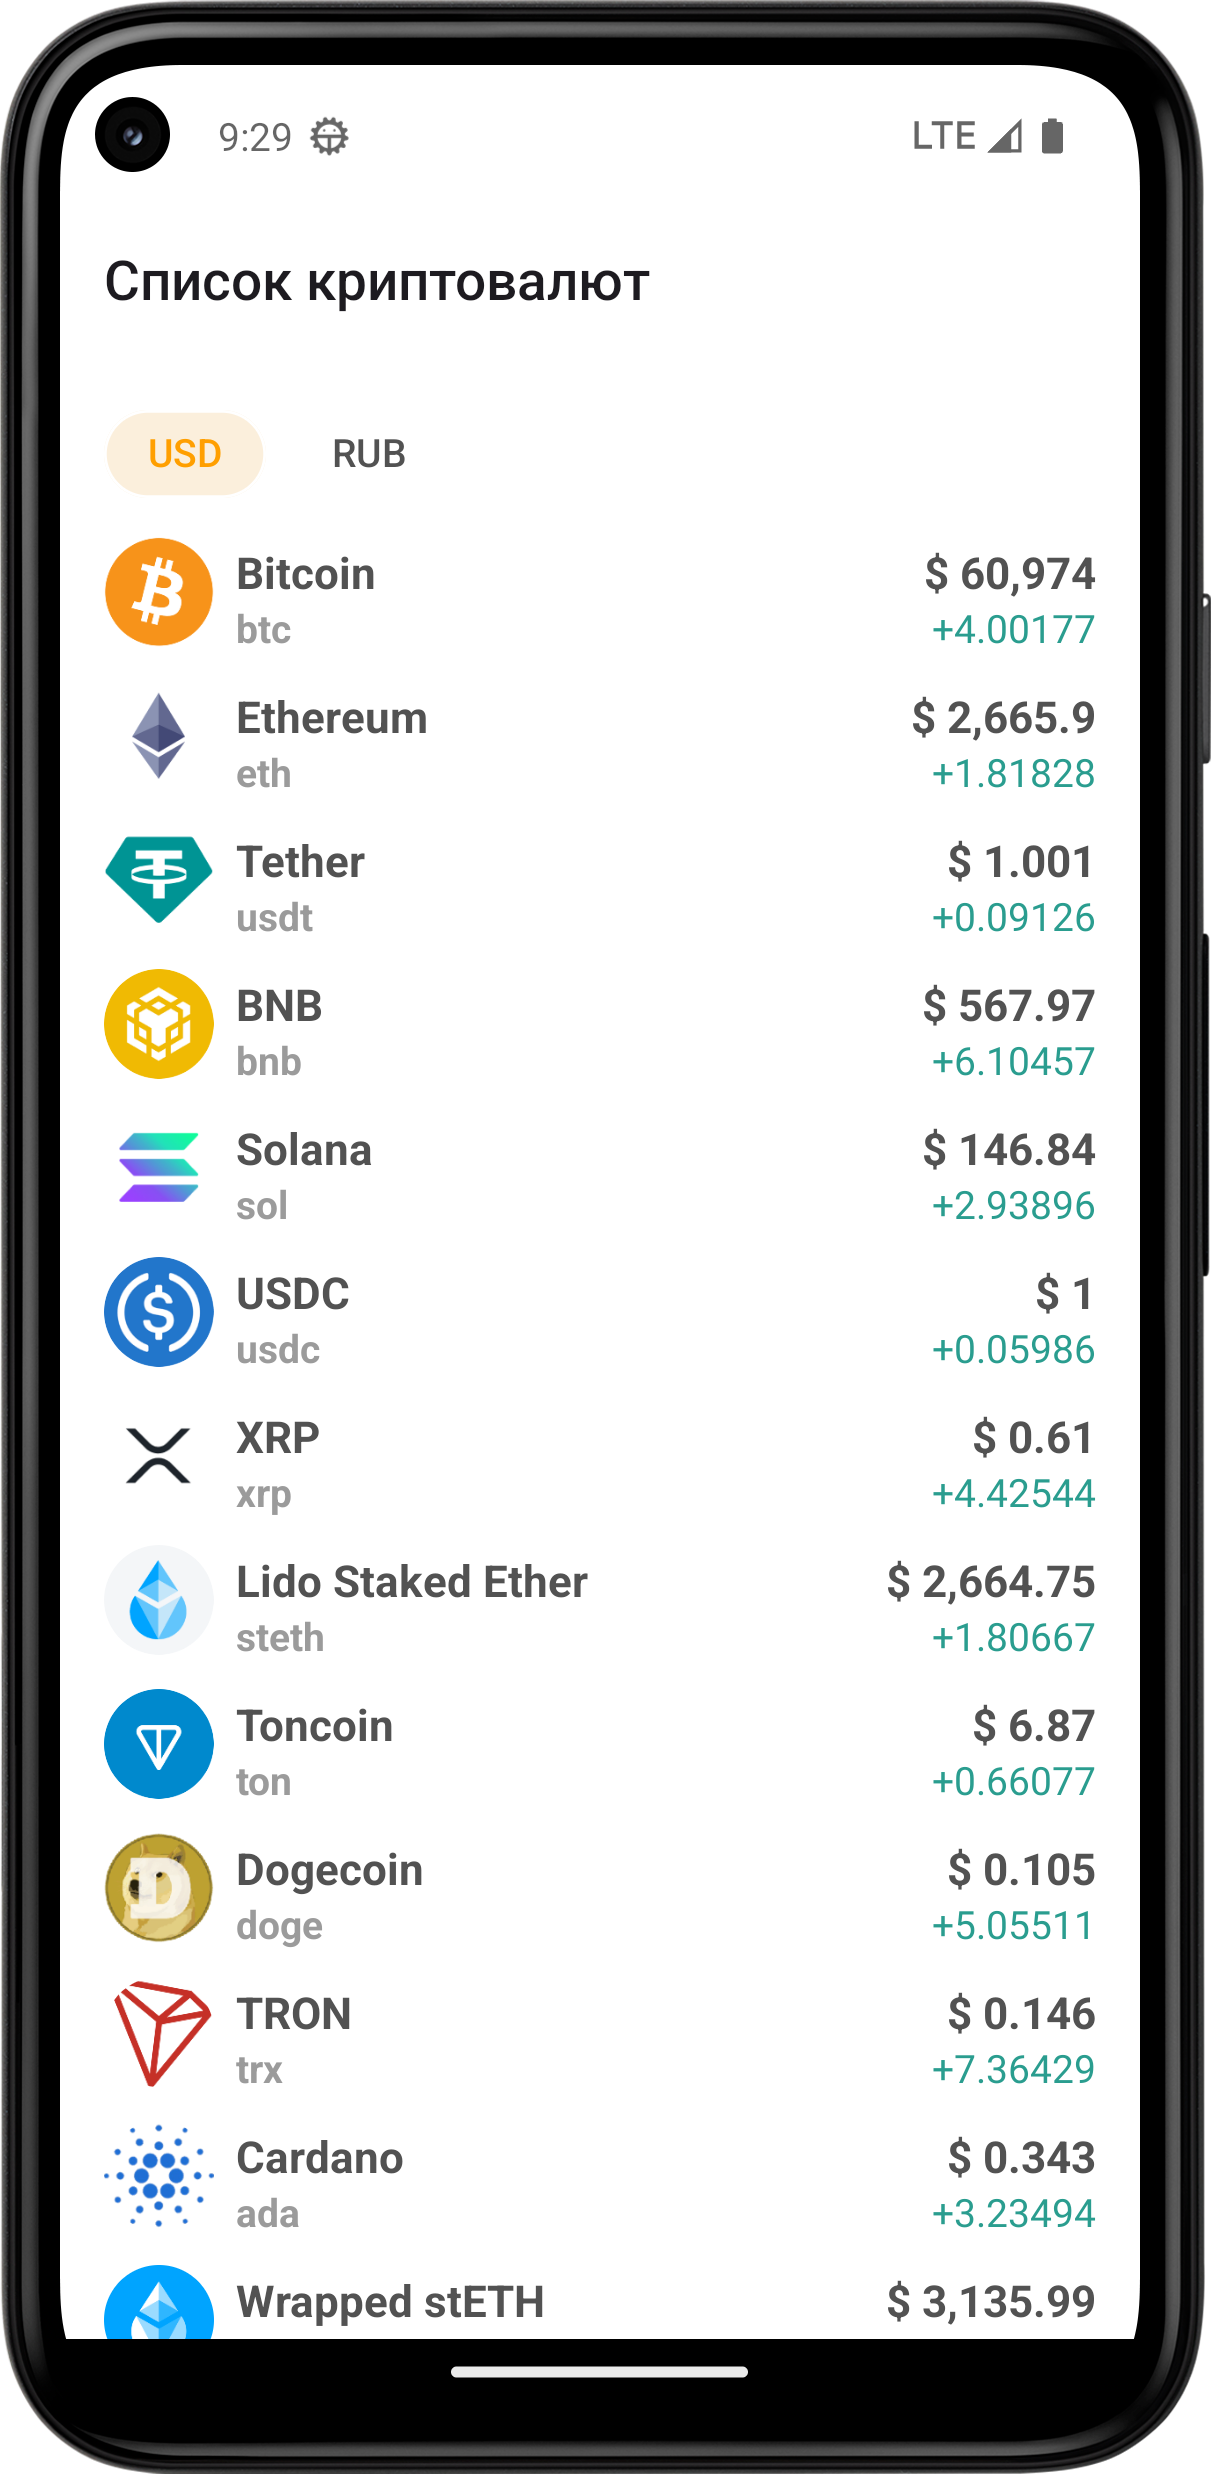 9:29 LTE
Список криптовалют
USD RUB
Bitcoin $ 60,974
btc +4.00177
Ethereum $ 2,665.9
eth +1.81828
Tether $ 1.001
usdt +0.09126
BNB $ 567.97
bnb +6.10457
Solana $ 146.84
sol +2.93896
USDC $ 1
usdc +0.05986
XRP $ 0.61
xrp +4.42544
Lido Staked Ether $ 2,664.75
steth +1.80667
Toncoin $ 6.87
ton +0.66077
Dogecoin $ 0.105
doge +5.05511
TRON $ 0.146
trx +7.36429
Cardano $ 0.343
ada +3.23494
Wrapped stETH $ 3,135.99